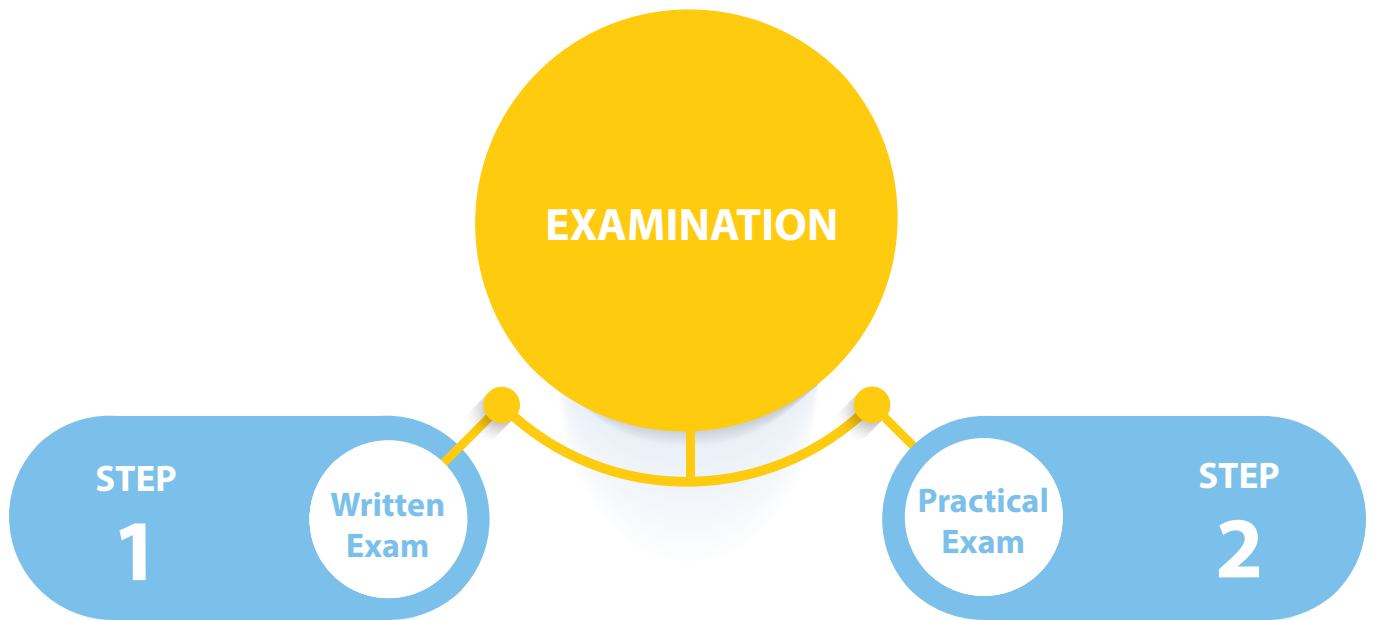 EXAMINATION
STEP
1
Written
Exam
Practical
Exam
STEP
2